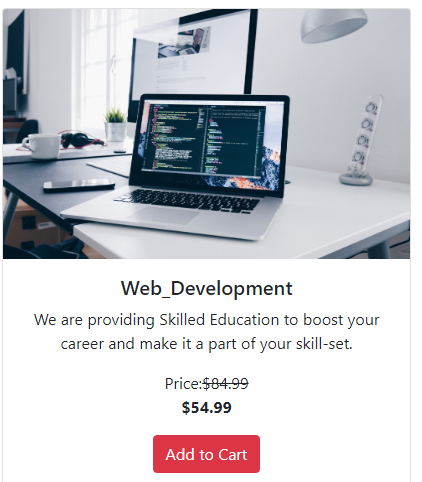 Web_Development
We are providing Skilled Education to boost your
career and make it a part of your skill-set.
Price:$84.99
$54.99
Add to Cart